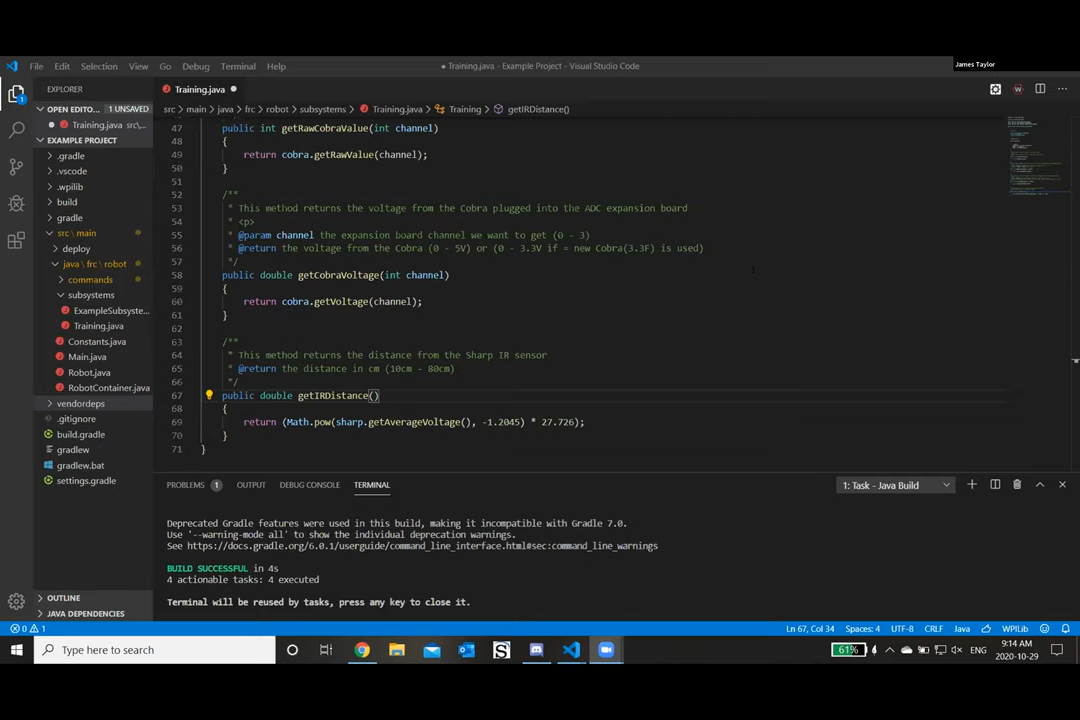 James Taylor
File Edit Selection View Go Debug Terminal Help
● Training.java - Example Project - Visual Studio Code
EXPLORER
Training.java ●
OPEN EDITO... 1 UNSAVED
● Training.java src\...
EXAMPLE PROJECT
.gradle
.vscode
.wpilib
build
gradle
src \ main
deploy
java \ frc \ robot
commands
subsystems
ExampleSubsyste...
Training.java
Constants.java
Main.java
Robot.java
RobotContainer.java
vendordeps
.gitignore
build.gradle
gradlew
gradlew.bat
settings.gradle
OUTLINE
JAVA DEPENDENCIES
src > main > java > frc > robot > subsystems > Training.java > Training > getIRDistance()
47 public int getRawCobraValue(int channel)
48 {
49 return cobra.getRawValue(channel);
50 }
51
52 /**
53 * This method returns the voltage from the Cobra plugged into the ADC expansion board
54 * <p>
55 * @param channel the expansion board channel we want to get (0 - 3)
56 * @return the voltage from the Cobra (0 - 5V) or (0 - 3.3V if = new Cobra(3.3F) is used)
57 */
58 public double getCobraVoltage(int channel)
59 {
60 return cobra.getVoltage(channel);
61 }
62
63 /**
64 * This method returns the distance from the Sharp IR sensor
65 * @return the distance in cm (10cm - 80cm)
66 */
67 public double getIRDistance()
68 {
69 return (Math.pow(sharp.getAverageVoltage(), -1.2045) * 27.726);
70 }
71 }
PROBLEMS 1 OUTPUT DEBUG CONSOLE TERMINAL
1: Task - Java Build
Deprecated Gradle features were used in this build, making it incompatible with Gradle 7.0.
Use '--warning-mode all' to show the individual deprecation warnings.
See https://docs.gradle.org/6.0.1/userguide/command_line_interface.html#sec:command_line_warnings
BUILD SUCCESSFUL in 4s
4 actionable tasks: 4 executed
Terminal will be reused by tasks, press any key to close it.
0 1
Ln 67, Col 34 Spaces: 4 UTF-8 CRLF Java WPILib
Type here to search
61%
ENG
9:14 AM
2020-10-29